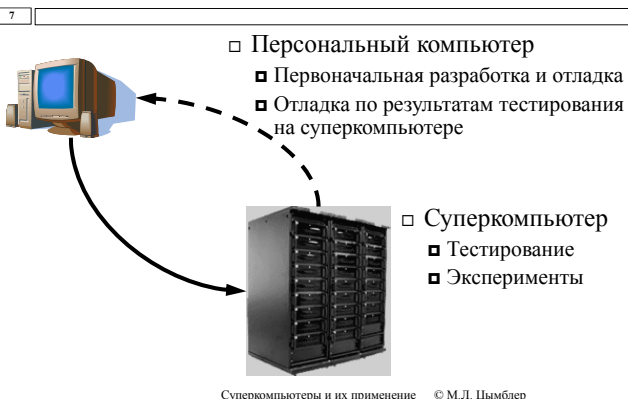 7
Персональный компьютер
Первоначальная разработка и отладка
Отладка по результатам тестирования
на суперкомпьютере
Суперкомпьютер
Тестирование
Эксперименты
Суперкомпьютеры и их применение © М.Л. Цымблер